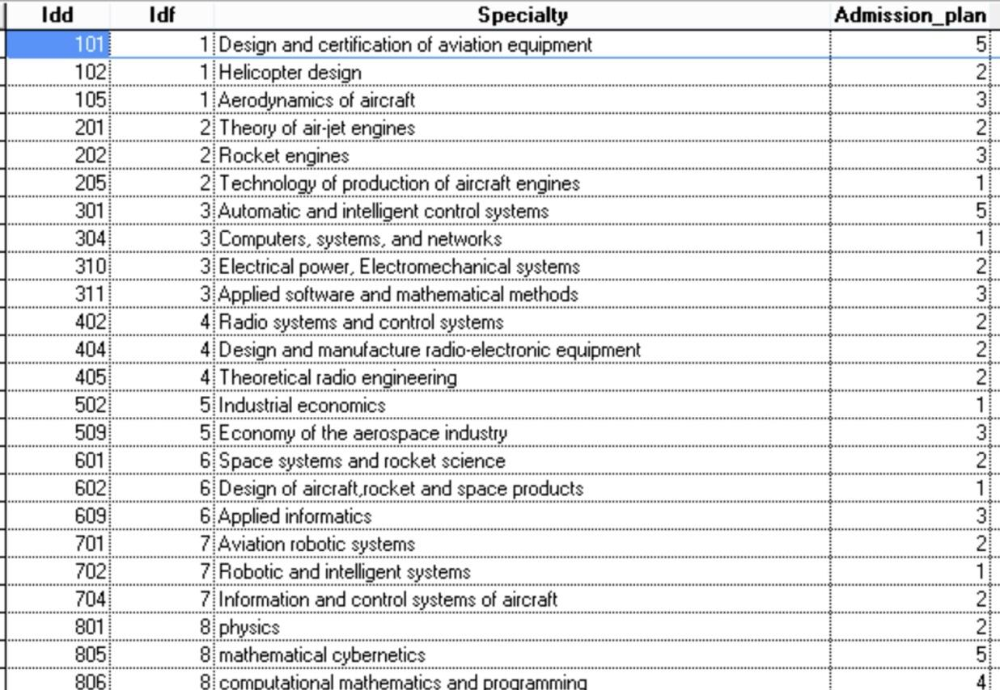 Idd Idf Specialty Admission_plan
101 1 Design and certification of aviation equipment 5
102 1 Helicopter design 2
105 1 Aerodynamics of aircraft 3
201 2 Theory of air-jet engines 2
202 2 Rocket engines 3
205 2 Technology of production of aircraft engines 1
301 3 Automatic and intelligent control systems 5
304 3 Computers, systems, and networks 1
310 3 Electrical power, Electromechanical systems 2
311 3 Applied software and mathematical methods 3
402 4 Radio systems and control systems 2
404 4 Design and manufacture radio-electronic equipment 2
405 4 Theoretical radio engineering 2
502 5 Industrial economics 1
509 5 Economy of the aerospace industry 3
601 6 Space systems and rocket science 2
602 6 Design of aircraft,rocket and space products 1
609 6 Applied informatics 3
701 7 Aviation robotic systems 2
702 7 Robotic and intelligent systems 1
704 7 Information and control systems of aircraft 2
801 8 physics 2
805 8 mathematical cybernetics 5
806 8 computational mathematics and programming 4